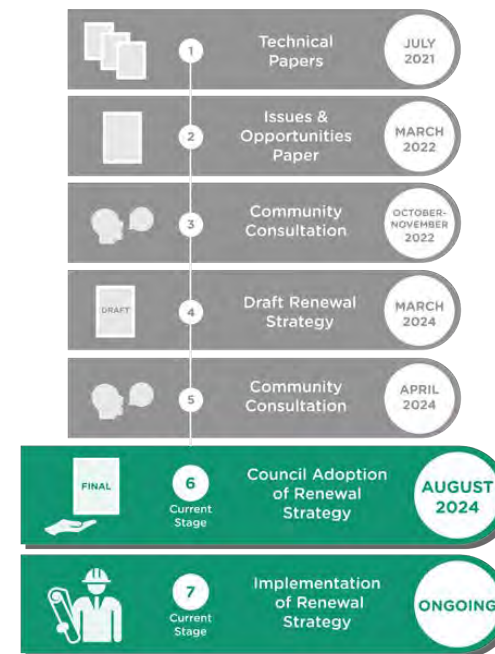 1
Technical
Papers
JULY
2021
2
Issues &
Opportunities
Paper
MARCH
2022
3
Community
Consultation
OCTOBER-
NOVEMBER
2022
DRAFT
4
Draft Renewal
Strategy
MARCH
2024
5
Community
Consultation
APRIL
2024
FINAL
6
Current
Stage
Council Adoption
of Renewal
Strategy
AUGUST
2024
7
Current
Stage
Implementation
of Renewal
Strategy
ONGOING